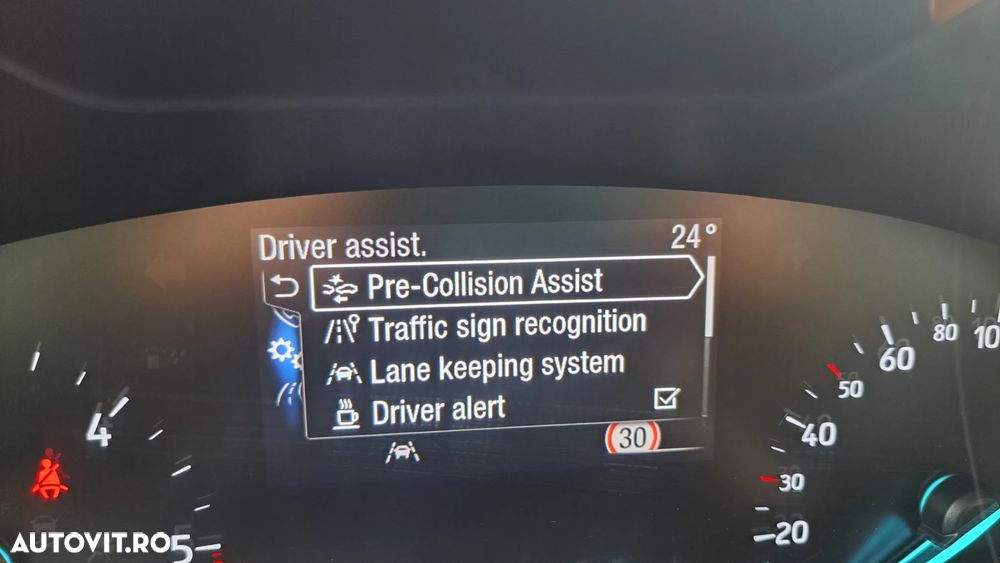 Driver assist.
24°
Pre-Collision Assist
Traffic sign recognition
Lane keeping system
Driver alert
30
4
5
80
60
50
40
30
20
AUTOVIT.RO